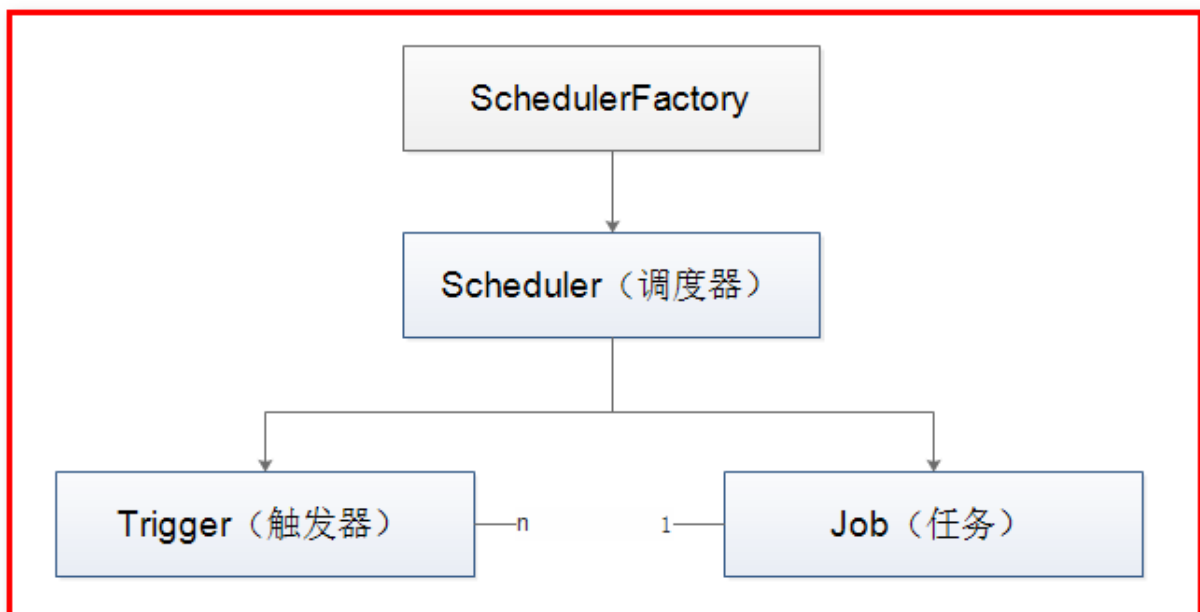 SchedulerFactory
Scheduler（调度器）
Trigger（触发器）
n
1
Job（任务）